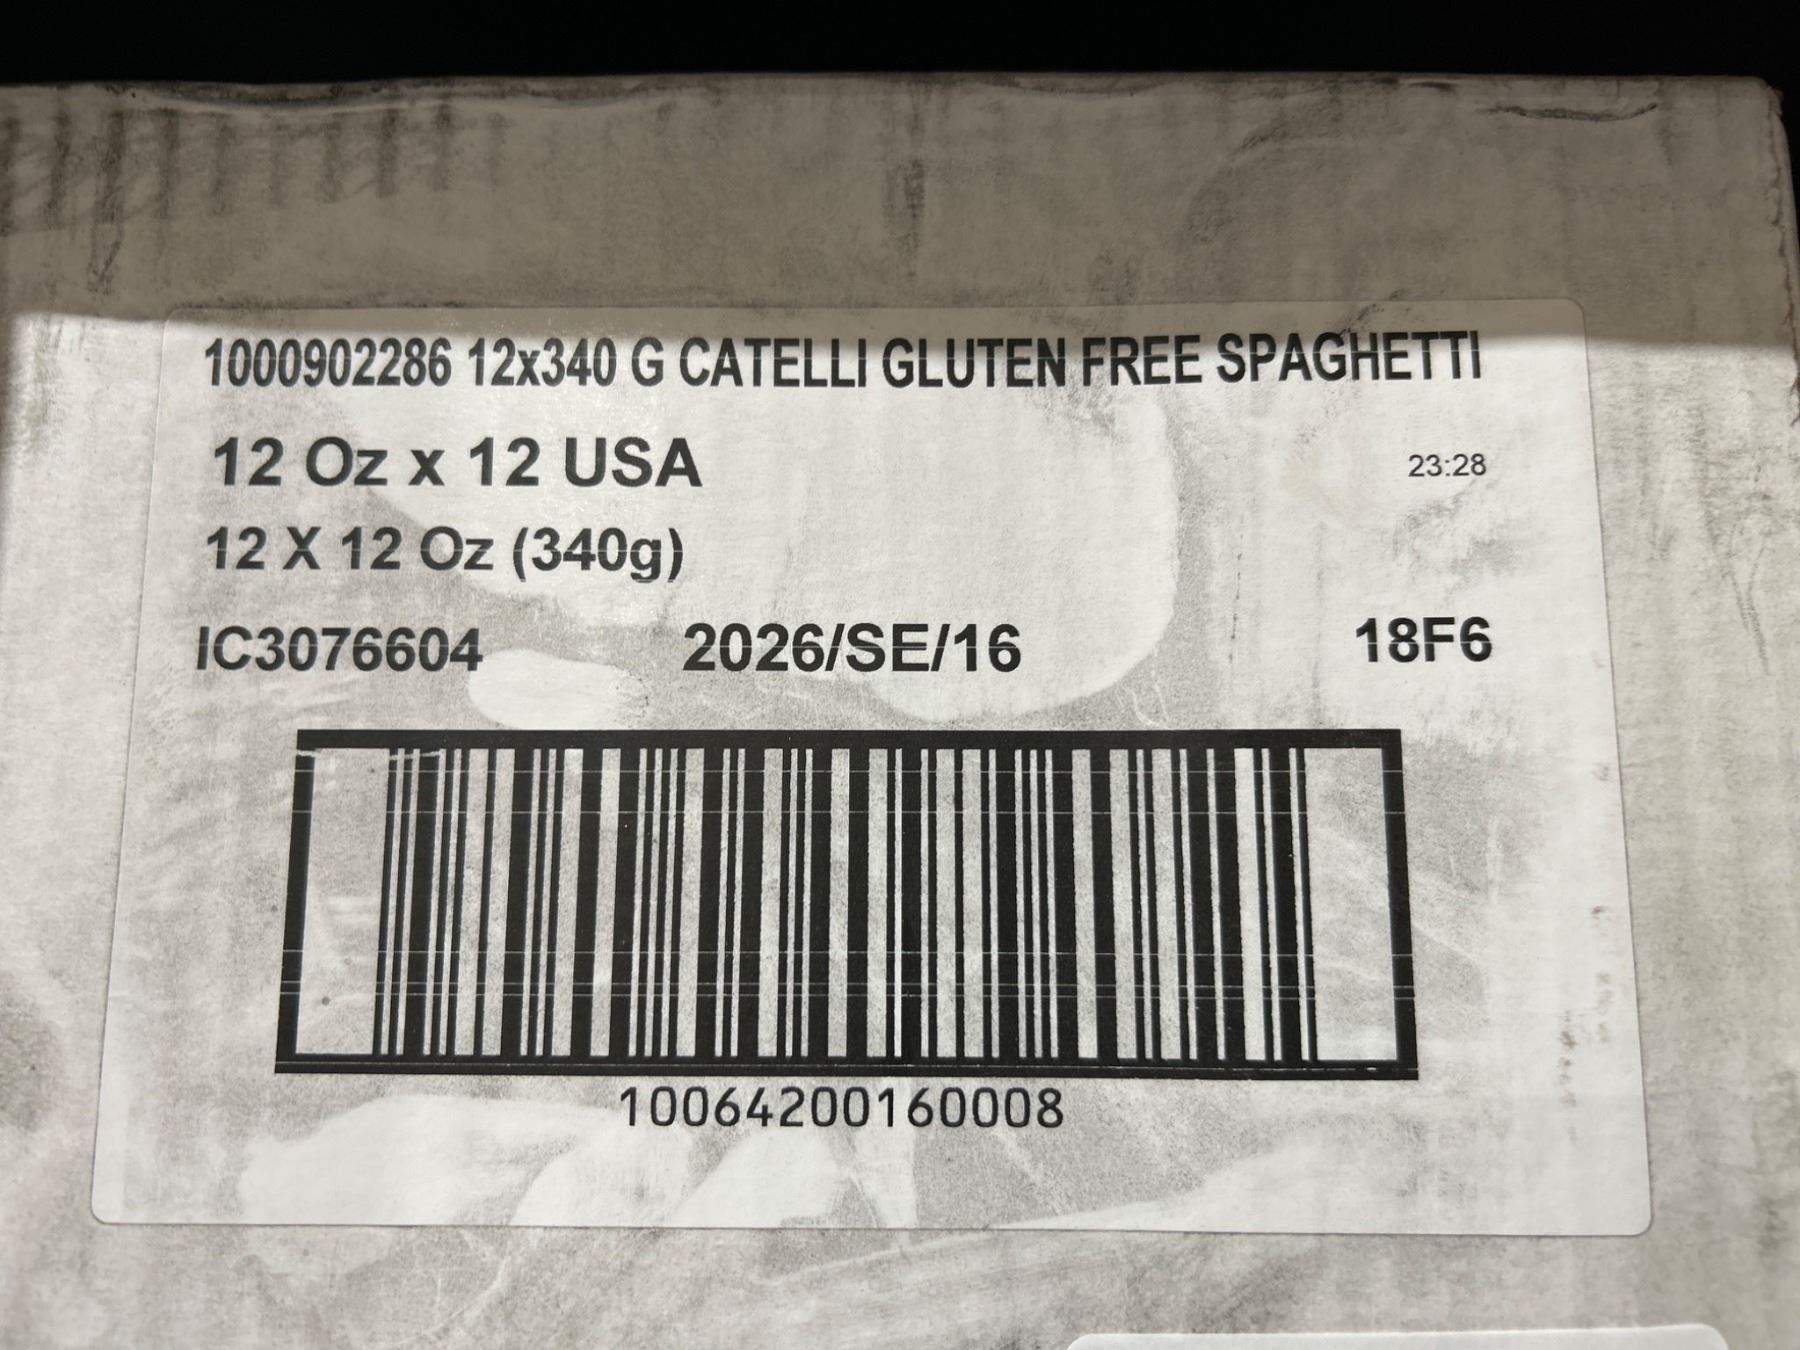 1000902286 12x340 G CATELLI GLUTEN FREE SPAGHETTI
12 Oz x 12 USA
23:28
12 X 12 Oz (340g)
IC3076604 2026/SE/16 18F6
10064200160008